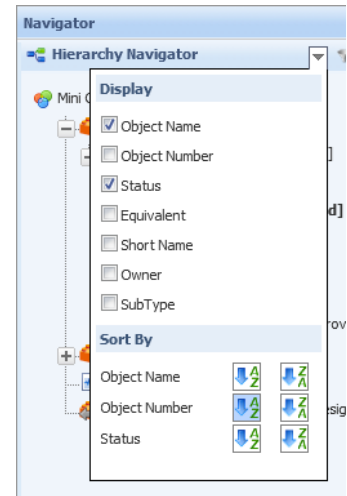 Navigator
Hierarchy Navigator
Mini
Display
Object Name
Object Number
]
Status
Equivalent
d]
Short Name
Owner
SubType
Sort By
Object Name
A Z Z A
Object Number
A Z Z A
Status
A Z Z A